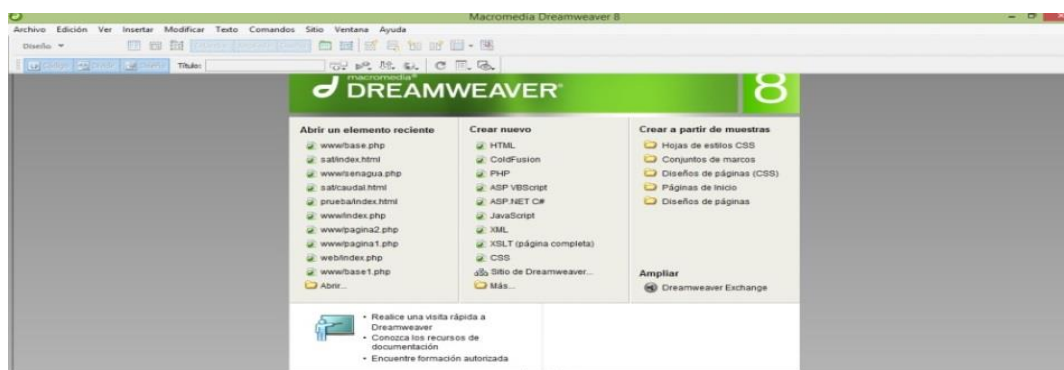 Macromedia Dreamweaver 8
Archivo Edición Ver Insertar Modificar Texto Comandos Sitio Ventana Ayuda
Diseño
Código Dividir Diseño Título:
macromedia®
DREAMWEAVER® 8
Abrir un elemento reciente
www/base.php
sat/index.html
www/senagua.php
sat/caudal.html
prueba/index.html
www/index.php
www/pagina2.php
www/pagina1.php
web/index.php
www/base1.php
Abrir...
Crear nuevo
HTML
ColdFusion
PHP
ASP VBScript
ASP.NET C#
JavaScript
XML
XSLT (página completa)
CSS
Sitio de Dreamweaver...
Más...
Crear a partir de muestras
Hojas de estilos CSS
Conjuntos de marcos
Diseños de páginas (CSS)
Páginas de Inicio
Diseños de páginas
Ampliar
Dreamweaver Exchange
• Realice una visita rápida a
Dreamweaver
• Conozca los recursos de
documentación
• Encuentre formación autorizada